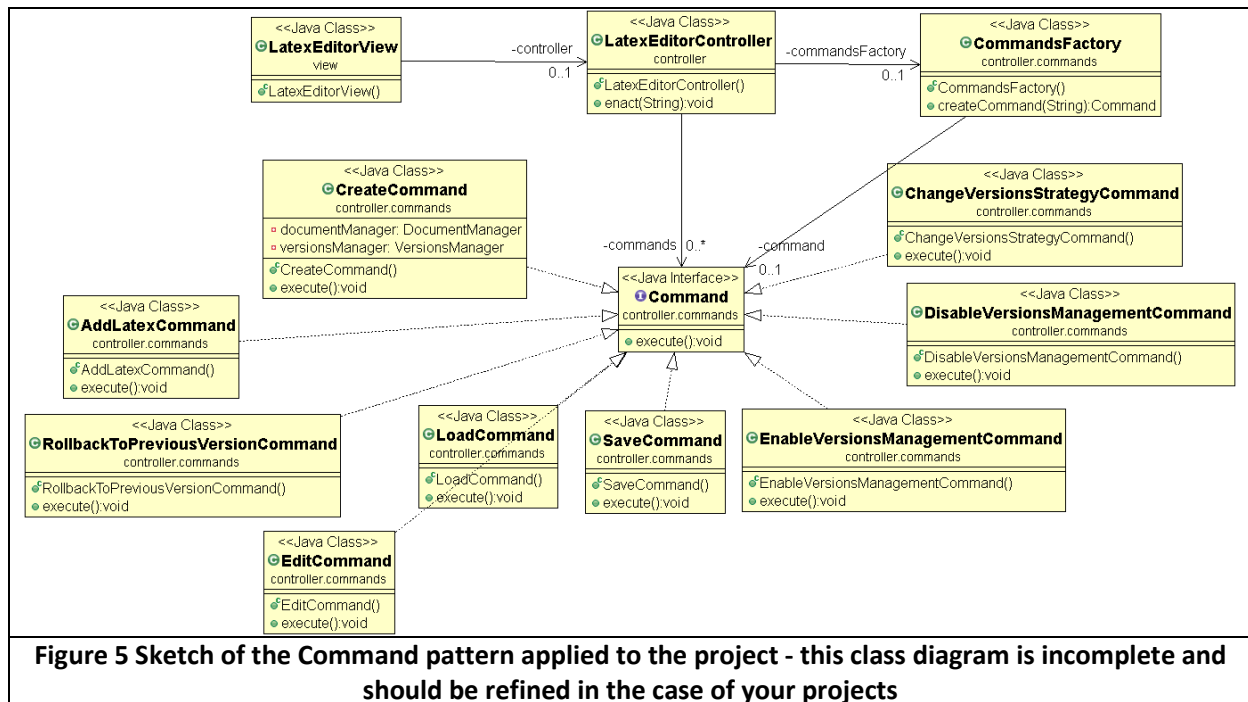 <<Java Class>>
LatexEditorView
view
LatexEditorView()
-controller
0..1
<<Java Class>>
LatexEditorController
controller
LatexEditorController()
enact(String):void
-commandsFactory
0..1
<<Java Class>>
CommandsFactory
controller.commands
CommandsFactory()
createCommand(String):Command
<<Java Class>>
CreateCommand
controller.commands
documentManager: DocumentManager
versionsManager: VersionsManager
CreateCommand()
execute():void
<<Java Class>>
ChangeVersionsStrategyCommand
controller.commands
ChangeVersionsStrategyCommand()
execute():void
-commands
0..*
-command
0..1
<<Java Interface>>
Command
controller.commands
execute():void
<<Java Class>>
AddLatexCommand
controller.commands
AddLatexCommand()
execute():void
<<Java Class>>
DisableVersionsManagementCommand
controller.commands
DisableVersionsManagementCommand()
execute():void
<<Java Class>>
RollbackToPreviousVersionCommand
controller.commands
RollbackToPreviousVersionCommand()
execute():void
<<Java Class>>
LoadCommand
controller.commands
LoadCommand()
execute():void
<<Java Class>>
SaveCommand
controller.commands
SaveCommand()
execute():void
<<Java Class>>
EnableVersionsManagementCommand
controller.commands
EnableVersionsManagementCommand()
execute():void
<<Java Class>>
EditCommand
controller.commands
EditCommand()
execute():void
Figure 5 Sketch of the Command pattern applied to the project - this class diagram is incomplete and
should be refined in the case of your projects